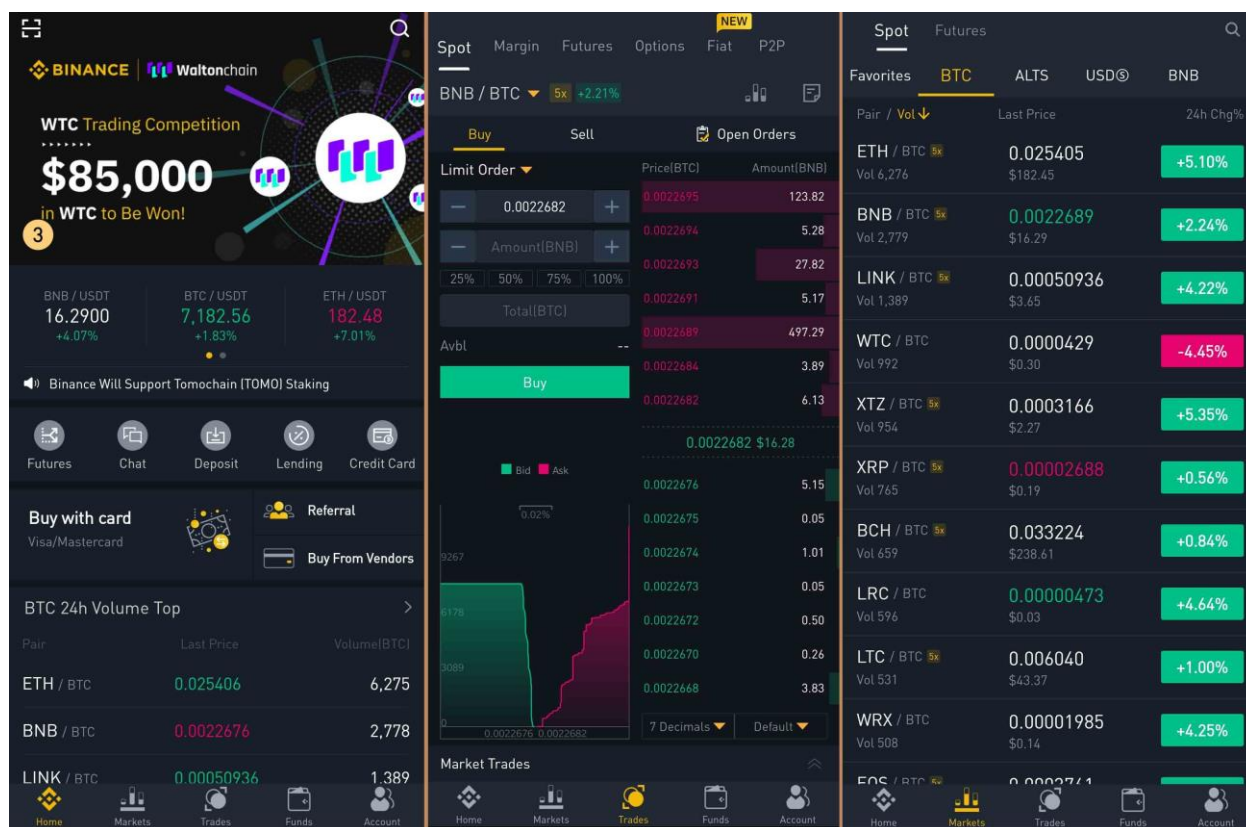 BINANCE Waltonchain
WTC Trading Competition
$85,000
in WTC to Be Won!
3
BNB / USDT BTC / USDT ETH / USDT
16.2900 7,182.56 182.48
+4.07% +1.83% +7.01%
Binance Will Support Tomochain (TOMO) Staking
Futures Chat Deposit Lending Credit Card
Buy with card
Visa/Mastercard
Referral
Buy From Vendors
BTC 24h Volume Top
Pair Last Price Volume(BTC)
ETH / BTC 0.025406 6,275
BNB / BTC 0.0022676 2,778
LINK / BTC 0.00050936 1,389
Home Markets Trades Funds Account
NEW
Spot Margin Futures Options Fiat P2P
BNB / BTC 5x +2.21%
Buy Sell Open Orders
Limit Order
0.0022682
Amount(BNB)
25% 50% 75% 100%
Total(BTC)
Avbl --
Buy
Price(BTC) Amount(BNB)
0.0022695 123.82
0.0022694 5.28
0.0022693 27.82
0.0022691 5.17
0.0022689 497.29
0.0022684 3.89
0.0022682 6.13
0.0022682 $16.28
0.0022676 5.15
0.0022675 0.05
0.0022674 1.01
0.0022673 0.05
0.0022672 0.50
0.0022670 0.26
0.0022668 3.83
7 Decimals Default
Bid Ask
0.02%
9267
6178
3089
0
0.0022676 0.0022682
Market Trades
Home Markets Trades Funds Account
Spot Futures
Favorites BTC ALTS USDⓈ BNB
Pair / Vol Last Price 24h Chg%
ETH / BTC 5x 0.025405 +5.10%
Vol 6,276 $182.45
BNB / BTC 5x 0.0022689 +2.24%
Vol 2,779 $16.29
LINK / BTC 5x 0.00050936 +4.22%
Vol 1,389 $3.65
WTC / BTC 0.0000429 -4.45%
Vol 992 $0.30
XTZ / BTC 5x 0.0003166 +5.35%
Vol 954 $2.27
XRP / BTC 5x 0.00002688 +0.56%
Vol 765 $0.19
BCH / BTC 5x 0.033224 +0.84%
Vol 659 $238.61
LRC / BTC 0.00000473 +4.64%
Vol 596 $0.03
LTC / BTC 5x 0.006040 +1.00%
Vol 531 $43.37
WRX / BTC 0.00001985 +4.25%
Vol 508 $0.14
EOS / BTC 5x 0.0003741
Home Markets Trades Funds Account